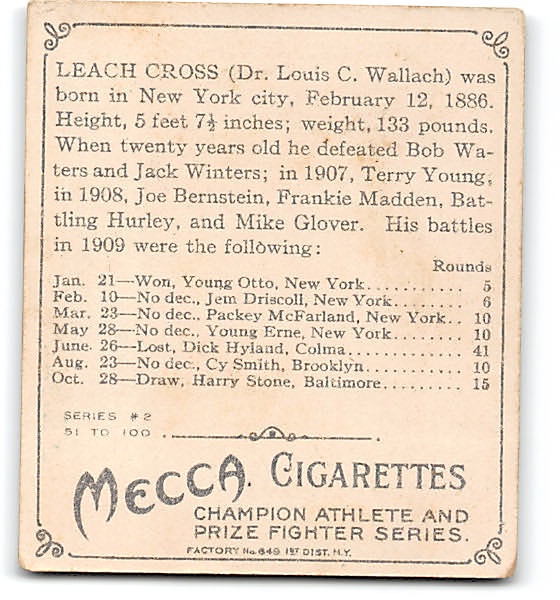 LEACH CROSS (Dr. Louis C. Wallach) was
born in New York city, February 12, 1886.
Height, 5 feet 7½ inches; weight, 133 pounds.
When twenty years old he defeated Bob Wa-
ters and Jack Winters; in 1907, Terry Young,
in 1908, Joe Bernstein, Frankie Madden, Bat-
tling Hurley, and Mike Glover. His battles
in 1909 were the following:
Rounds
Jan. 21—Won, Young Otto, New York........... 5
Feb. 10—No dec., Jem Driscoll, New York........ 6
Mar. 23—No dec., Packey McFarland, New York.. 10
May 28—No dec., Young Erne, New York........ 10
June. 26—Lost, Dick Hyland, Colma............. 41
Aug. 23—No dec., Cy Smith, Brooklyn........... 10
Oct. 28—Draw, Harry Stone, Baltimore......... 15
SERIES #2
51 TO 100
MECCA CIGARETTES
CHAMPION ATHLETE AND
PRIZE FIGHTER SERIES.
FACTORY No. 649 1ST DIST. N.Y.